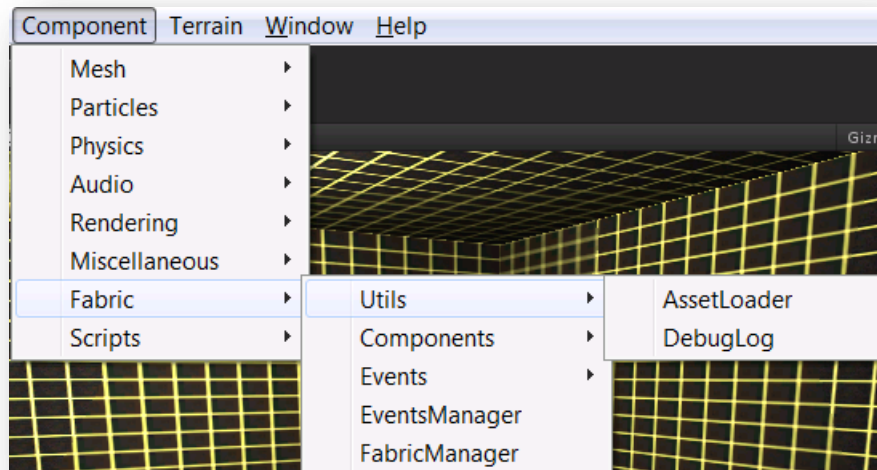 Component Terrain Window Help
Mesh
Particles
Physics
Audio
Rendering
Miscellaneous
Fabric
Scripts
Utils
Components
Events
EventsManager
FabricManager
AssetLoader
DebugLog